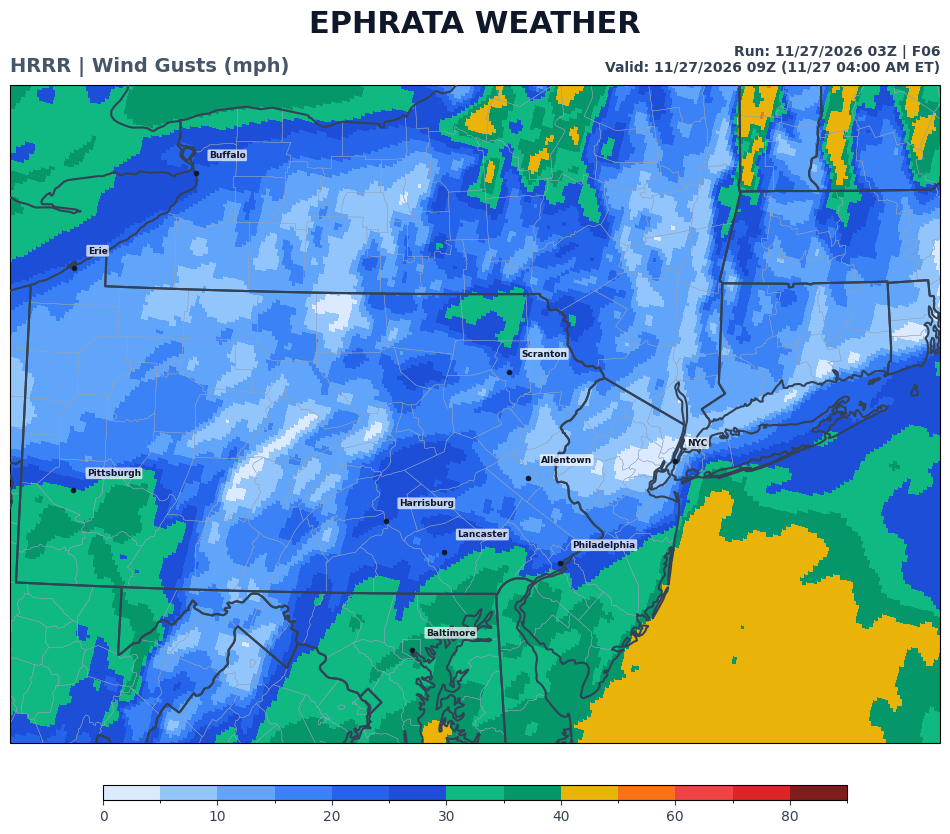 EPHRATA WEATHER
HRRR | Wind Gusts (mph)
Run: 11/27/2026 03Z | F06
Valid: 11/27/2026 09Z (11/27 04:00 AM ET)
Buffalo
Erie
Scranton
NYC
Allentown
Pittsburgh
Harrisburg
Lancaster
Philadelphia
Baltimore
0 10 20 30 40 50 60 70 80